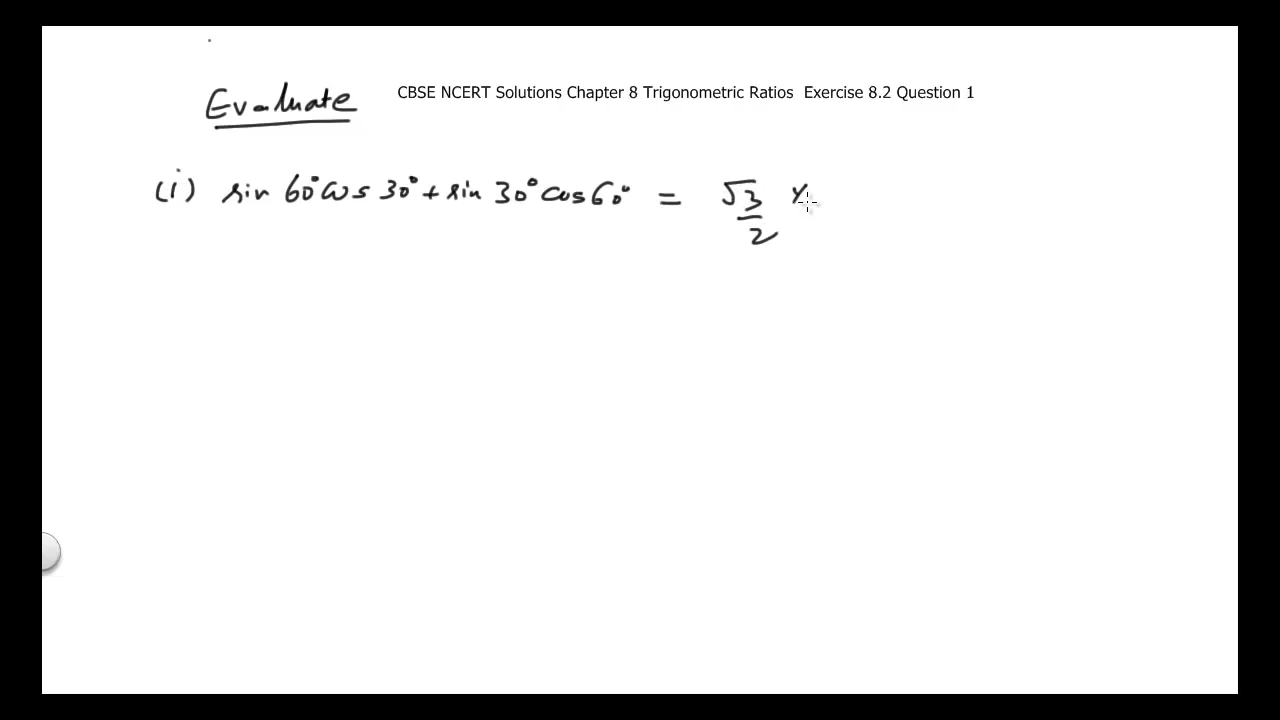 Evaluate CBSE NCERT Solutions Chapter 8 Trigonometric Ratios Exercise 8.2 Question 1
(i) sin 60° cos 30° + sin 30° cos 60° = √3/2 ×